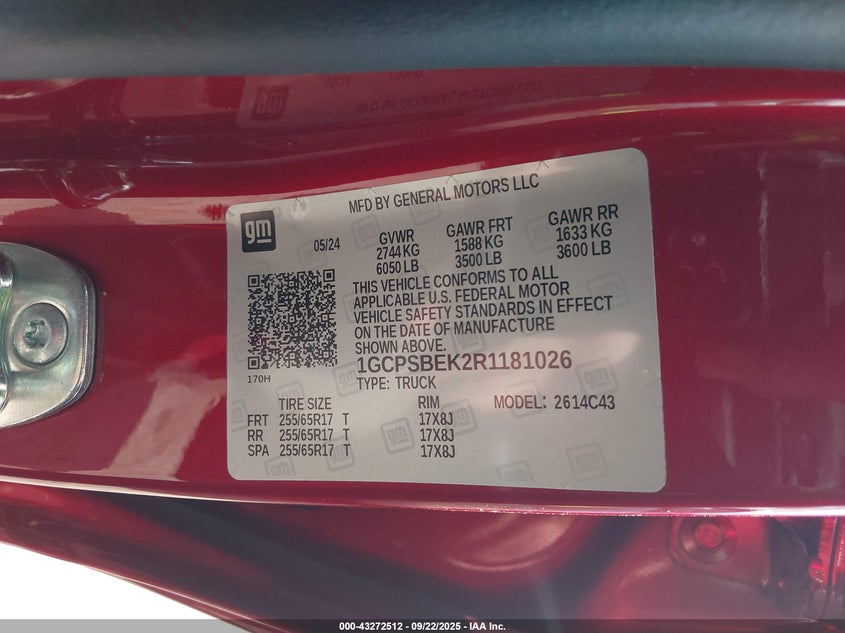 MFD BY GENERAL MOTORS LLC
gm
05/24
GVWR GAWR FRT GAWR RR
2744 KG 1588 KG 1633 KG
6050 LB 3500 LB 3600 LB
THIS VEHICLE CONFORMS TO ALL
APPLICABLE U.S. FEDERAL MOTOR
VEHICLE SAFETY STANDARDS IN EFFECT
ON THE DATE OF MANUFACTURE
SHOWN ABOVE.
170H
1GCPSBEK2R1181026
TYPE: TRUCK
TIRE SIZE RIM MODEL: 2614C43
FRT 255/65R17 T 17X8J
RR 255/65R17 T 17X8J
SPA 255/65R17 T 17X8J
000-43272512 - 09/22/2025 - IAA Inc.